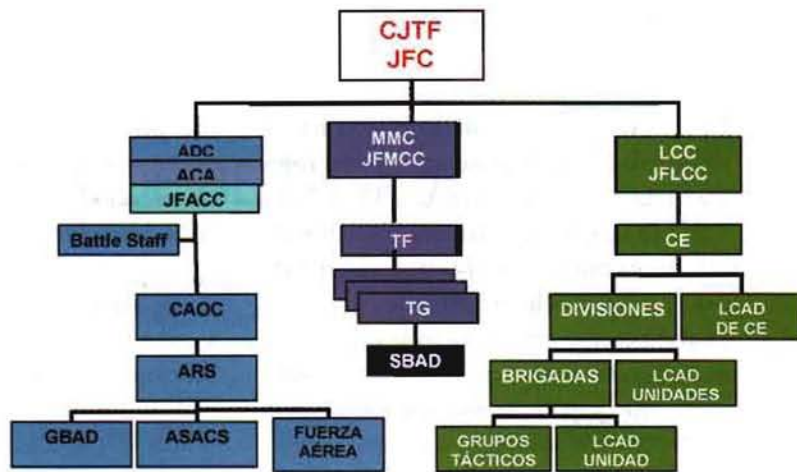 CJTF
JFC
ADC
ACA
JFACC
MMC
JFMCC
LCC
JFLCC
Battle Staff
TF
CE
CAOC
TG
DIVISIONES
LCAD
DE CE
ARS
SBAD
BRIGADAS
LCAD
UNIDADES
GBAD
ASACS
FUERZA
AÉREA
GRUPOS
TÁCTICOS
LCAD
UNIDAD